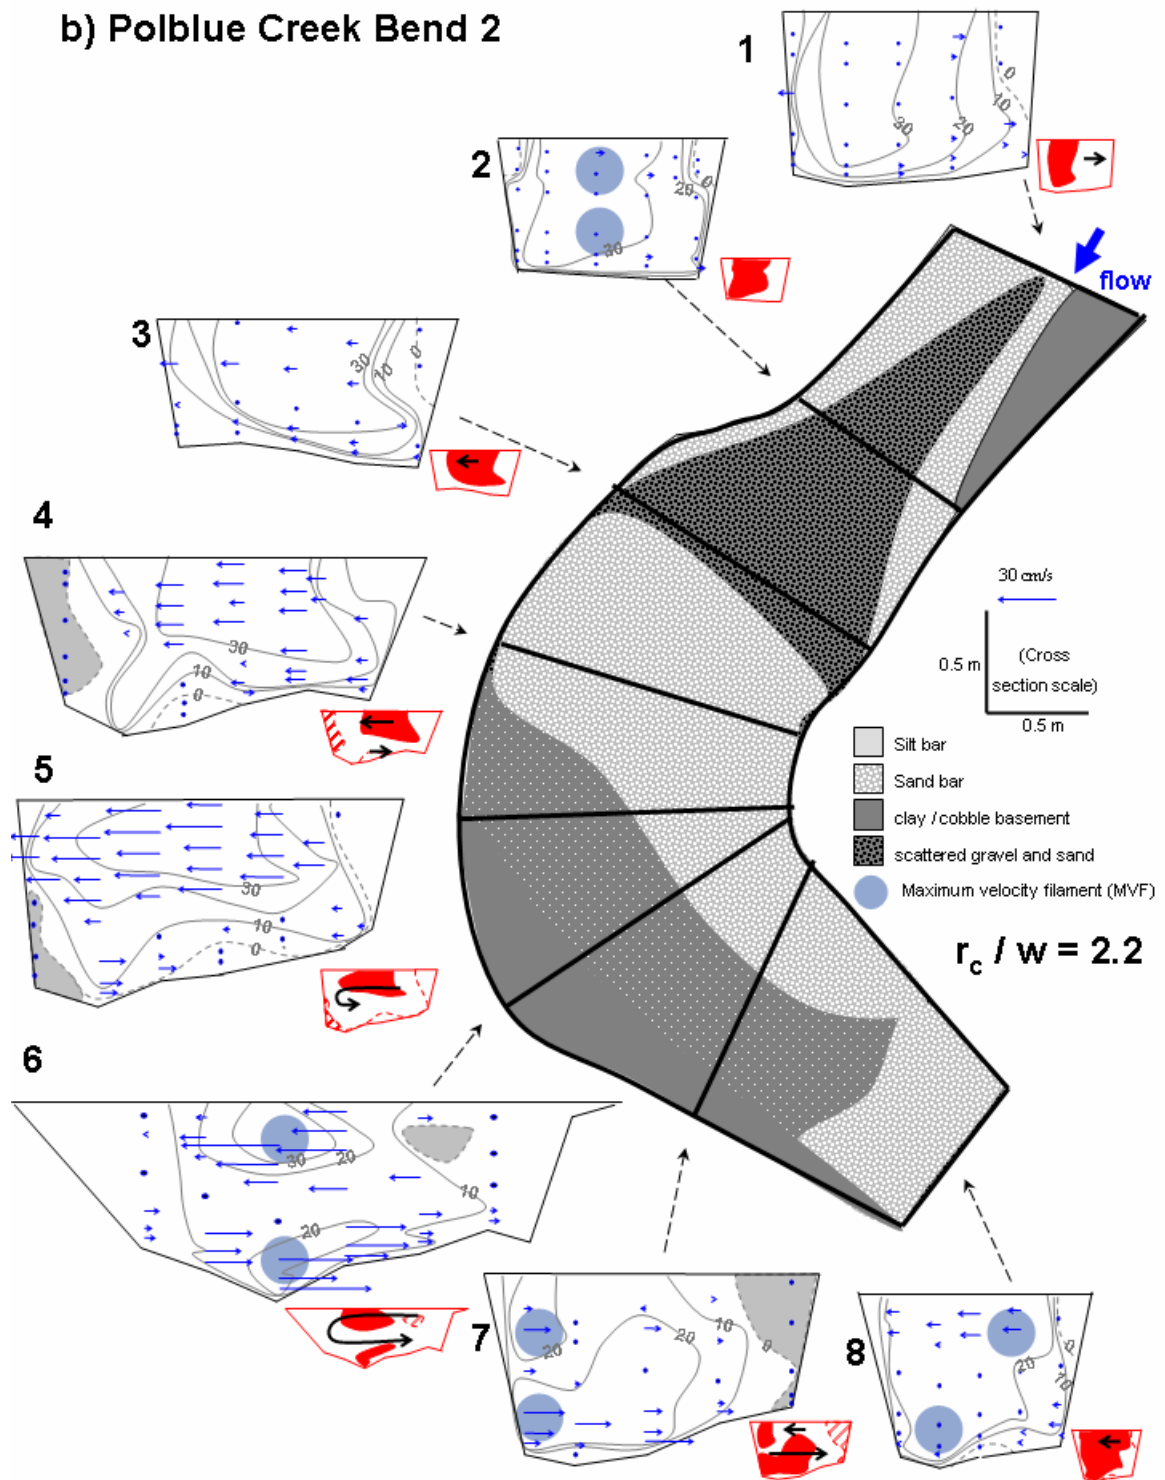 b) Polblue Creek Bend 2
1
0
10
20
30
2
20
0
30
flow
3
30
10
0
4
30
10
0
30 cm/s
0.5 m
(Cross
section scale)
0.5 m
Silt bar
Sand bar
clay / cobble basement
scattered gravel and sand
Maximum velocity filament (MVF)
rc / w = 2.2
5
30
10
0
6
30
20
10
20
7
20
20
10
0
8
0
20
10